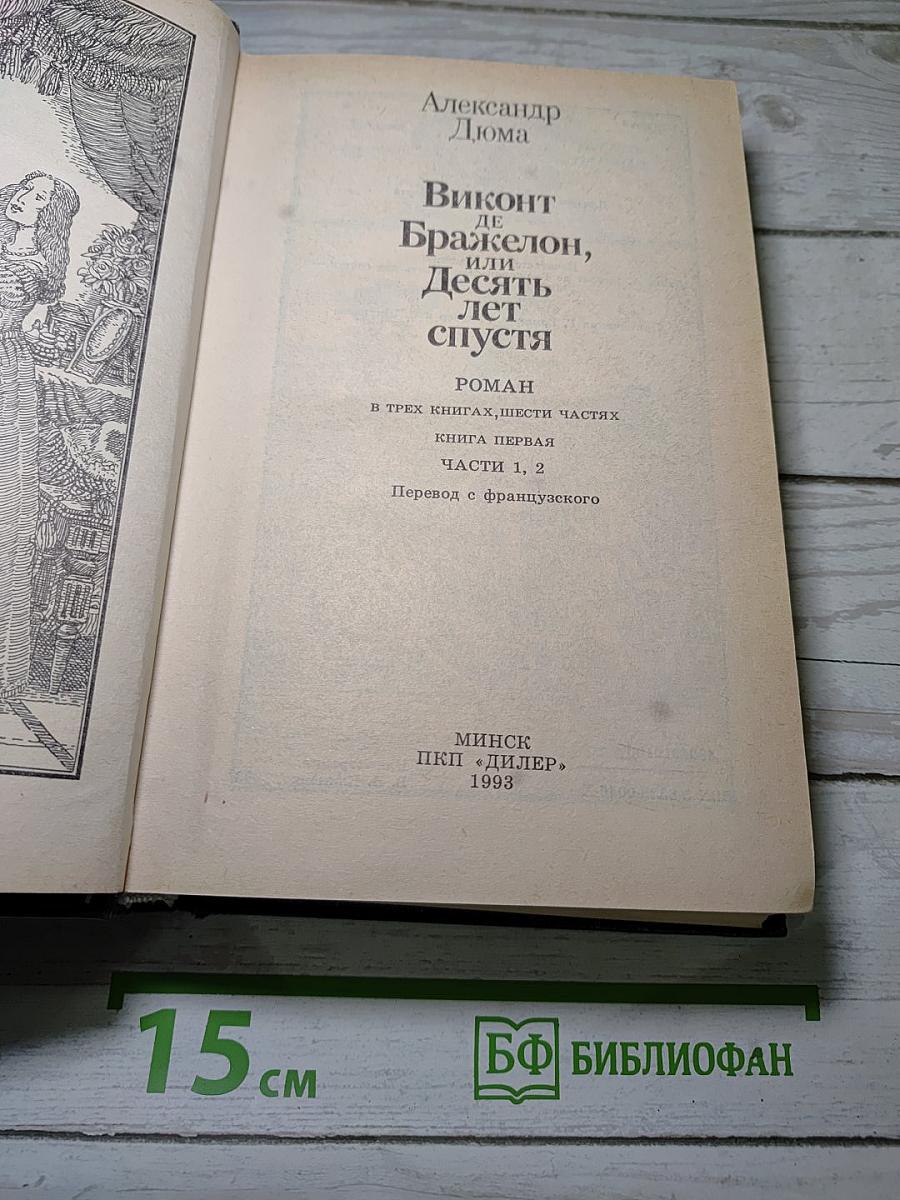 Александр
Дюма
Виконт
ДЕ
Бражелон,
ИЛИ
Десять
лет
спустя
РОМАН
В ТРЕХ КНИГАХ,ШЕСТИ ЧАСТЯХ
КНИГА ПЕРВАЯ
ЧАСТИ 1, 2
Перевод с французского
МИНСК
ПКП «ДИЛЕР»
1993
15 см
БФ БИБЛИОФАН